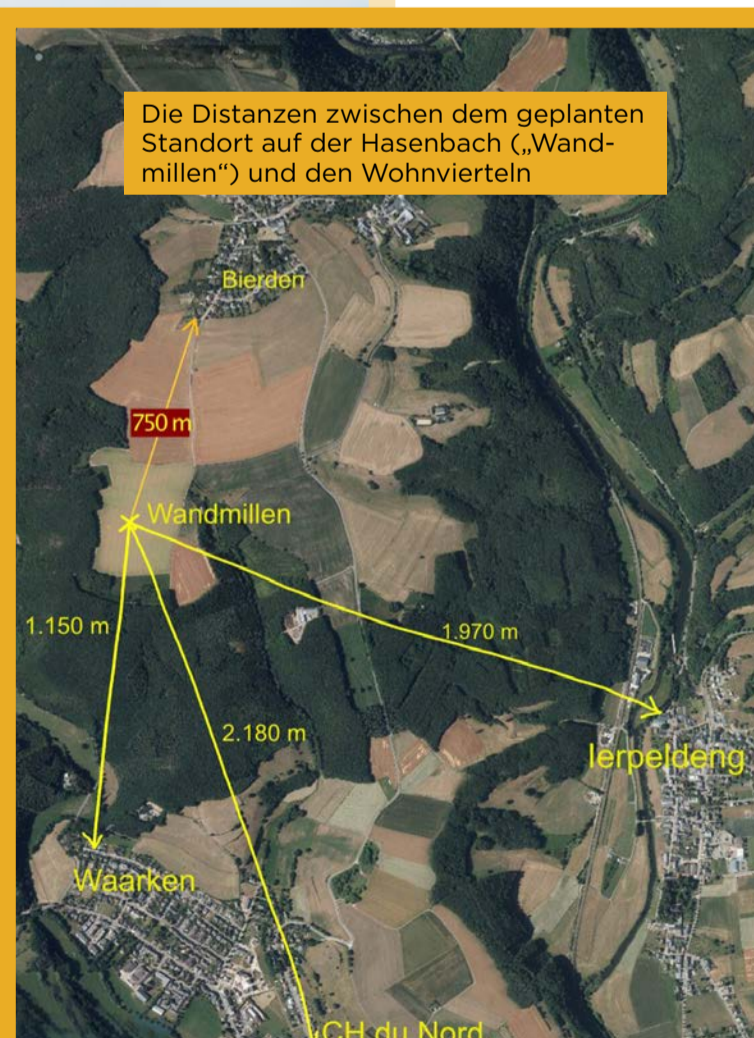 Die Distanzen zwischen dem geplanten
Standort auf der Hasenbach („Wand-
millen“) und den Wohnvierteln
Bierden
750 m
Wandmillen
1.150 m
1.970 m
2.180 m
Ierpeldeng
Waarken
CH du Nord